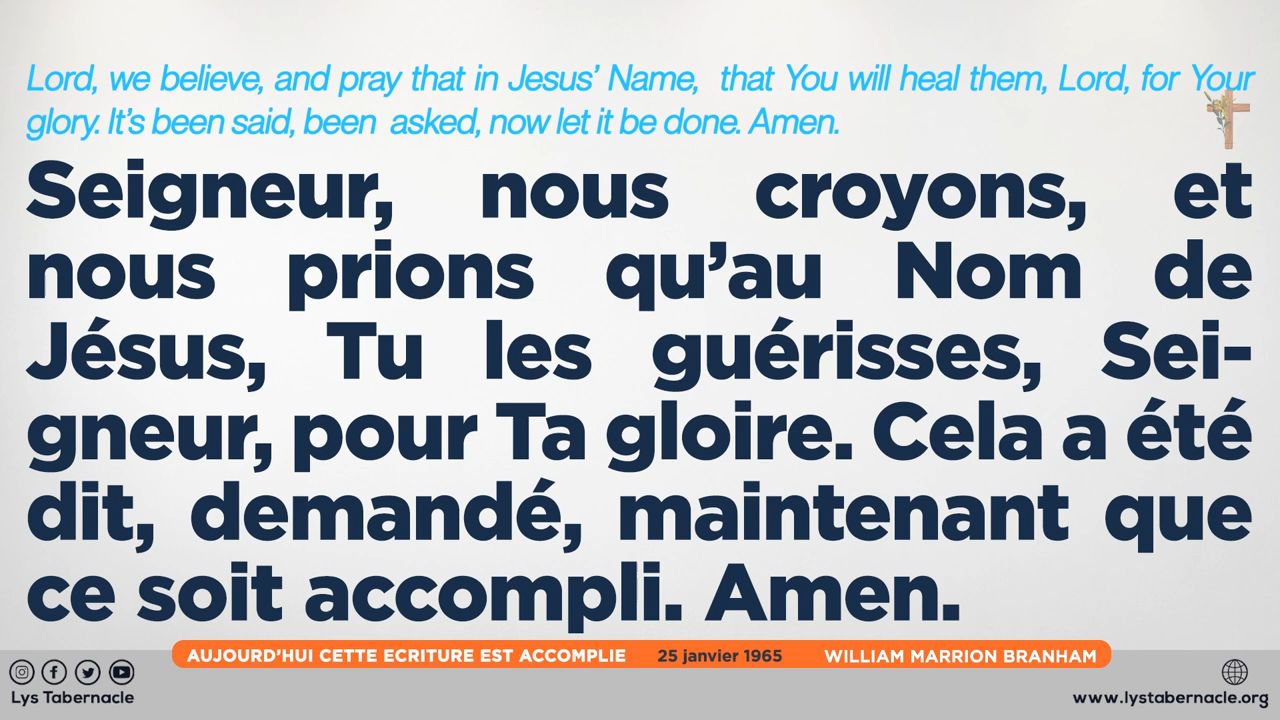 Lord, we believe, and pray that in Jesus’ Name, that You will heal them, Lord, for Your
glory. It’s been said, been asked, now let it be done. Amen.
Seigneur, nous croyons, et
nous prions qu’au Nom de
Jésus, Tu les guérisses, Sei-
gneur, pour Ta gloire. Cela a été
dit, demandé, maintenant que
ce soit accompli. Amen.
AUJOURD’HUI CETTE ECRITURE EST ACCOMPLIE 25 janvier 1965 WILLIAM MARRION BRANHAM
Lys Tabernacle
www.lystabernacle.org